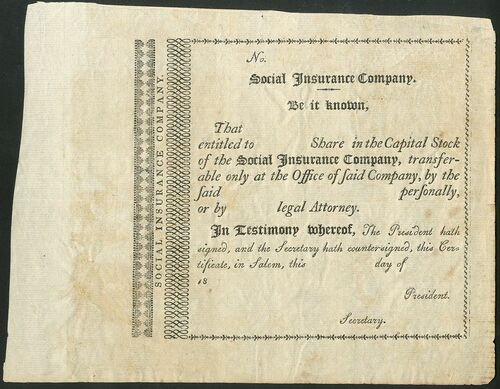 SOCIAL INSURANCE COMPANY.
No.
Social Insurance Company.
Be it known,
That
entitled to Share in the Capital Stock
of the Social Insurance Company, transfer-
able only at the Office of ſaid Company, by the
ſaid perſonally,
or by legal Attorney.
In Testimony whereof, The President hath
signed, and the Secretary hath countersigned, this Cer-
tificate, in Salem, this day of
18
President.
Secretary.